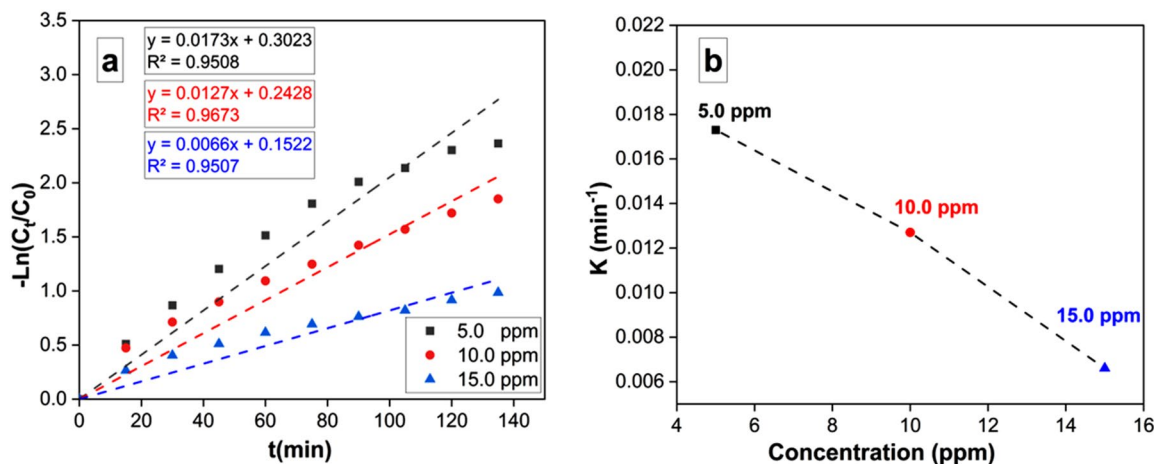 a
y = 0.0173x + 0.3023
R² = 0.9508
y = 0.0127x + 0.2428
R² = 0.9673
y = 0.0066x + 0.1522
R² = 0.9507
3.5
3.0
2.5
2.0
1.5
1.0
0.5
0.0
-Ln(Cₜ/C₀)
5.0 ppm
10.0 ppm
15.0 ppm
0 20 40 60 80 100 120 140
t(min)
b
0.022
0.020
0.018
0.016
0.014
0.012
0.010
0.008
0.006
K (min⁻¹)
5.0 ppm
10.0 ppm
15.0 ppm
4 6 8 10 12 14 16
Concentration (ppm)